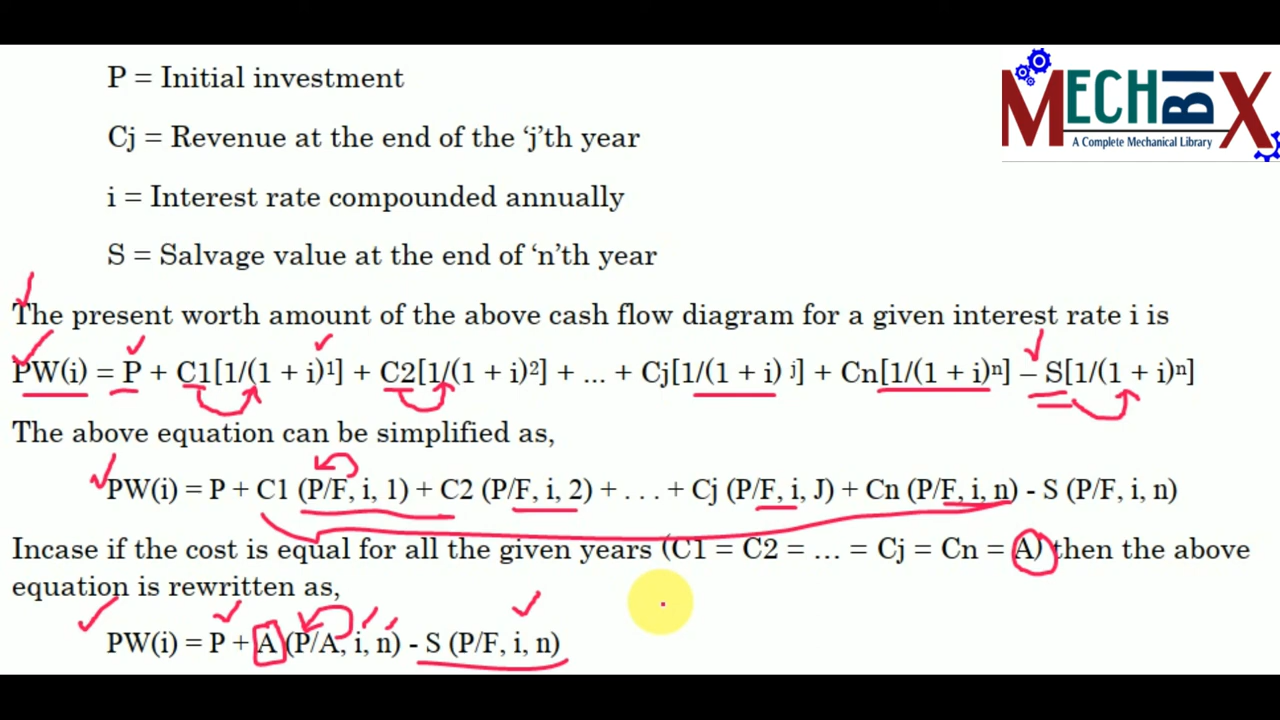 P = Initial investment
MECHBIX
A Complete Mechanical Library
Cj = Revenue at the end of the ‘j’th year
i = Interest rate compounded annually
S = Salvage value at the end of ‘n’th year
The present worth amount of the above cash flow diagram for a given interest rate i is
PW(i) = P + C1[1/(1 + i)¹] + C2[1/(1 + i)²] + ... + Cj[1/(1 + i) ʲ] + Cn[1/(1 + i)ⁿ] – S[1/(1 + i)ⁿ]
The above equation can be simplified as,
PW(i) = P + C1 (P/F, i, 1) + C2 (P/F, i, 2) + . . . + Cj (P/F, i, J) + Cn (P/F, i, n) - S (P/F, i, n)
Incase if the cost is equal for all the given years (C1 = C2 = ... = Cj = Cn = A) then the above
equation is rewritten as,
PW(i) = P + A (P/A, i, n) - S (P/F, i, n)